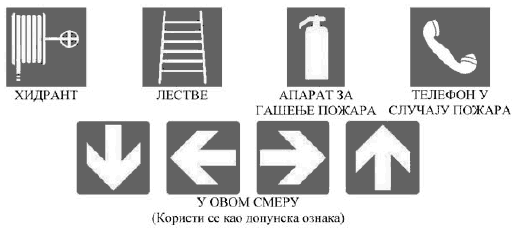 ХИДРАНТ
ЛЕСТВЕ
АПАРАТ ЗА
ГАШЕЊЕ ПОЖАРА
ТЕЛЕФОН У
СЛУЧАЈУ ПОЖАРА
У ОВОМ СМЕРУ
(Користи се као допунска ознака)